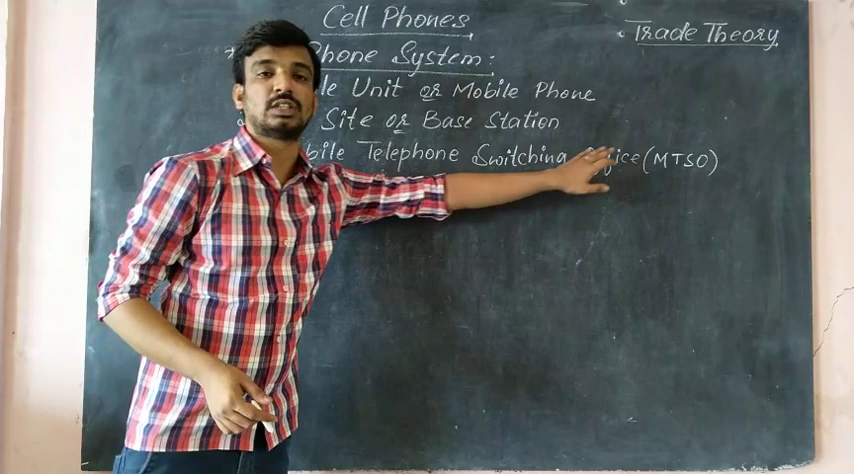 Cell Phones
Trade Theory
Phone System:
le Unit or Mobile Phone
Site or Base Station
bile Telephone Switching ice (MTSO)